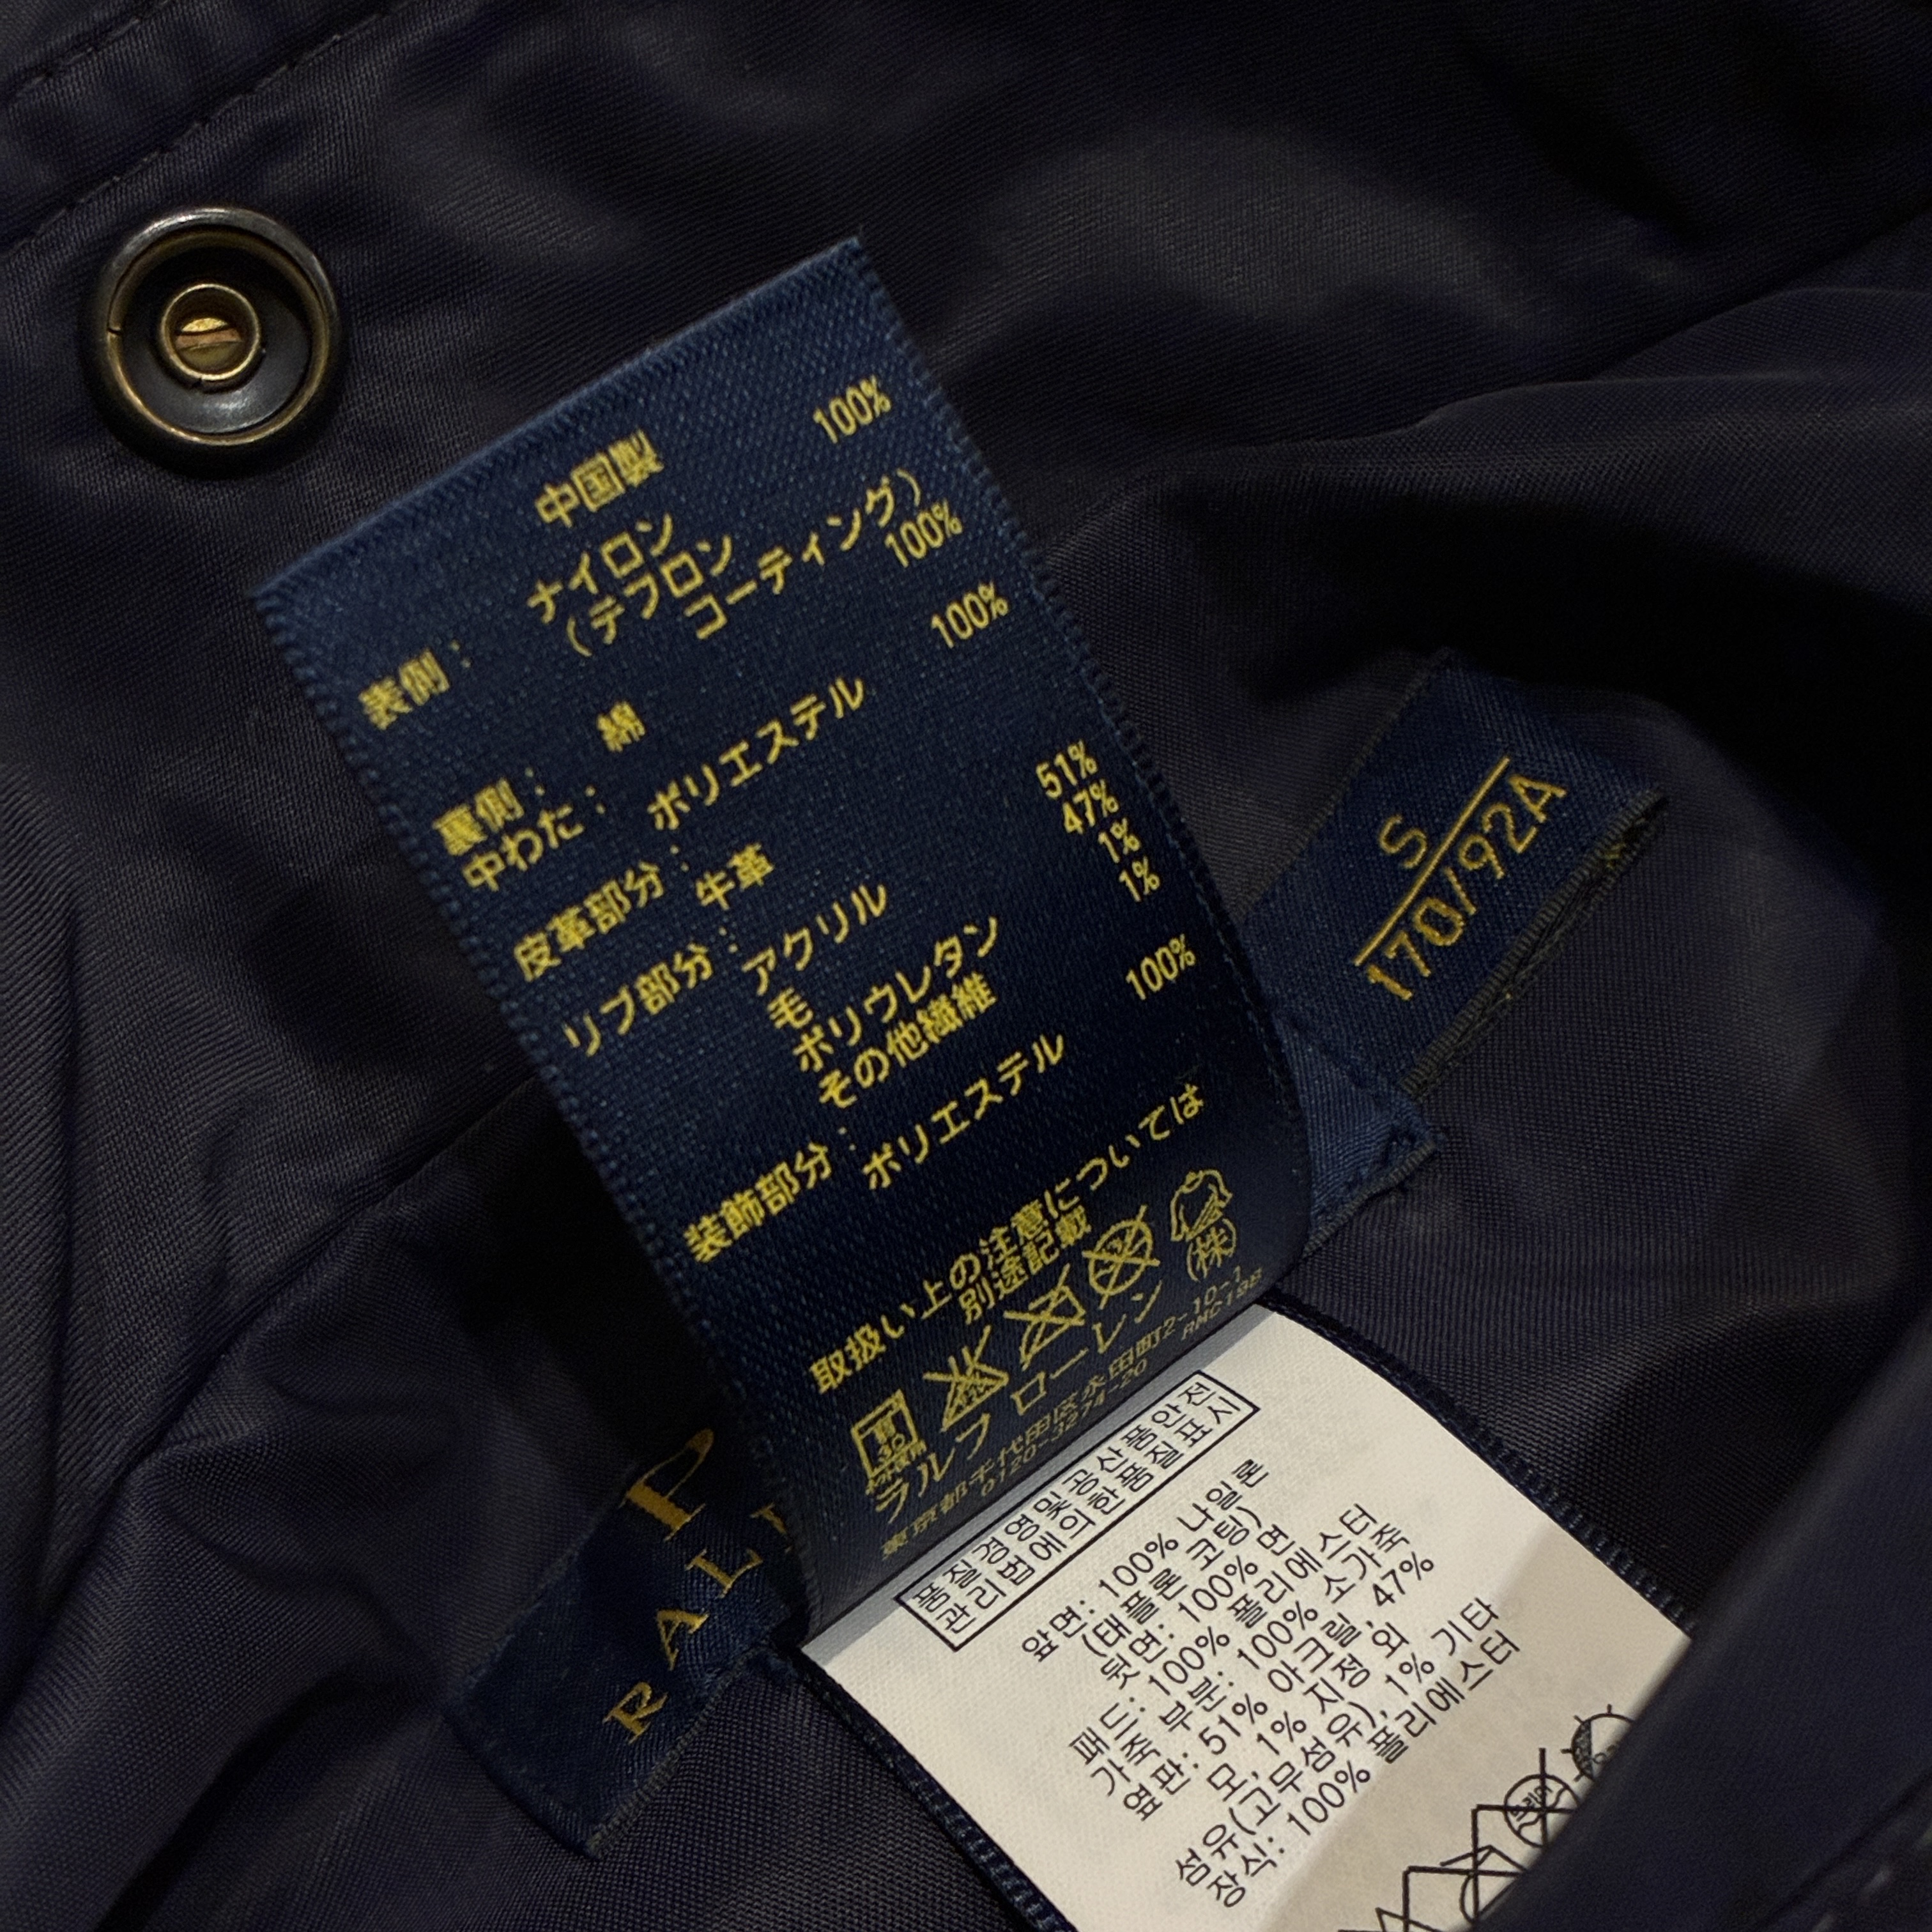 中国製
表側： ナイロン 100%
（テフロン
コーティング）
裏側： 綿 100%
中わた： ポリエステル 100%
皮革部分：
牛革
リブ部分：
アクリル 51%
毛 47%
ポリウレタン 1%
その他繊維 1%
装飾部分：
ポリエステル 100%
取扱い上の注意については
別途記載
30
ラルフ ローレン（株）
東京都千代田区永田町2-10-1
0120-3274-20
RMC198
S
170/92A
P
RAL
품질경영및공산품안전
관리법에의한품질표시
앞면: 100% 나일론
(태플론 코팅)
뒷면: 100% 면
패드: 100% 폴리에스터
가죽 부분: 100% 소가죽
옆판: 51% 아크릴, 47%
모, 1% 지정 외
섬유(고무섬유), 1% 기타
장식: 100% 폴리에스터
드라이